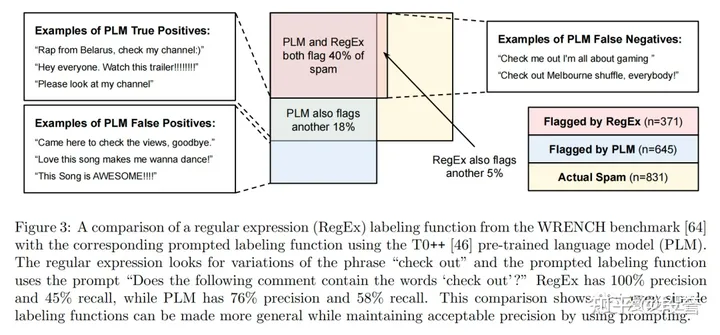 Examples of PLM True Positives:
"Rap from Belarus, check my channel:)"
"Hey everyone. Watch this trailer!!!!!!!!"
"Please look at my channel"
Examples of PLM False Positives:
"Came here to check the views, goodbye."
"Love this song makes me wanna dance!"
"This Song is AWESOME!!!!"
PLM and RegEx
both flag 40% of
spam
PLM also flags
another 18%
RegEx also flags
another 5%
Examples of PLM False Negatives:
"Check me out I'm all about gaming "
"Check out Melbourne shuffle, everybody!"
Flagged by RegEx (n=371)
Flagged by PLM (n=645)
Actual Spam (n=831)
Figure 3: A comparison of a regular expression (RegEx) labeling function from the WRENCH benchmark [64]
with the corresponding prompted labeling function using the T0++ [46] pre-trained language model (PLM).
The regular expression looks for variations of the phrase “check out” and the prompted labeling function
uses the prompt “Does the following comment contain the words ‘check out’?” RegEx has 100% precision
and 45% recall, while PLM has 76% precision and 58% recall. This comparison shows
labeling functions can be made more general while maintaining acceptable precision by using prompting.